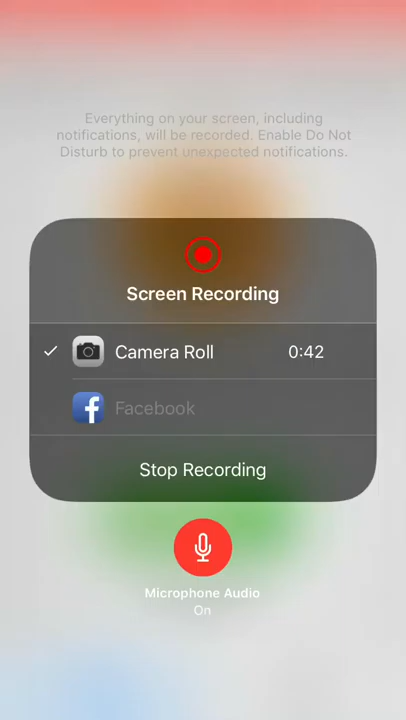 Everything on your screen, including
notifications, will be recorded. Enable Do Not
Disturb to prevent unexpected notifications.
Screen Recording
Camera Roll 0:42
Facebook
Stop Recording
Microphone Audio
On